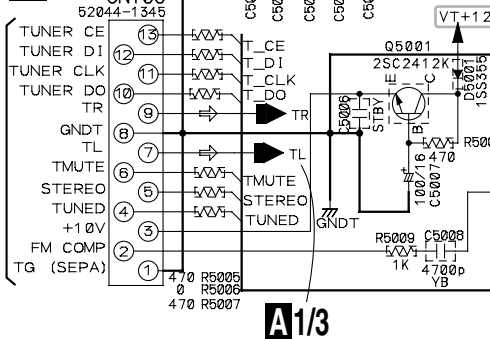 52044-1345
TUNER CE 13 T_CE
TUNER DI 12 T_DI
TUNER CLK 11 T_CLK
TUNER DO 10 T_DO
TR 9 TR
GNDT 8
TL 7 TL
TMUTE 6 TMUTE
STEREO 5 STEREO
TUNED 4 TUNED
+10V 3
FM COMP 2
TG (SEPA) 1
470 R5005
0 R5006
470 R5007
VT+12
Q5001
2SC2412K
E C
B
D5001
1SS355
C5006
STBY
470
100/16
C5007
GNDT
R5009
1K
C5008
4700p
YB
A 1/3